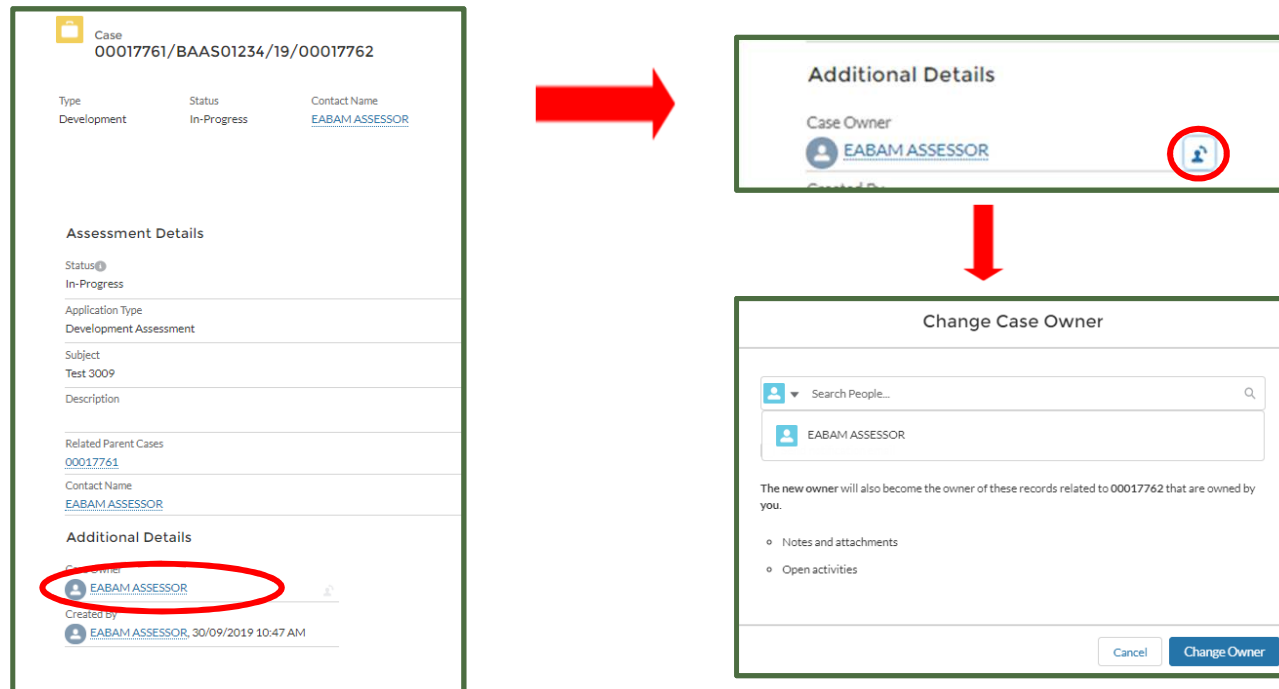 Case
00017761/BAAS01234/19/00017762
Type Status Contact Name
Development In-Progress EABAM ASSESSOR
Assessment Details
Status
In-Progress
Application Type
Development Assessment
Subject
Test 3009
Description
Related Parent Cases
00017761
Contact Name
EABAM ASSESSOR
Additional Details
Case Owner
EABAM ASSESSOR
Created By
EABAM ASSESSOR, 30/09/2019 10:47 AM
Additional Details
Case Owner
EABAM ASSESSOR
Created By
Change Case Owner
Search People...
EABAM ASSESSOR
The new owner will also become the owner of these records related to 00017762 that are owned by
you.
Notes and attachments
Open activities
Cancel Change Owner